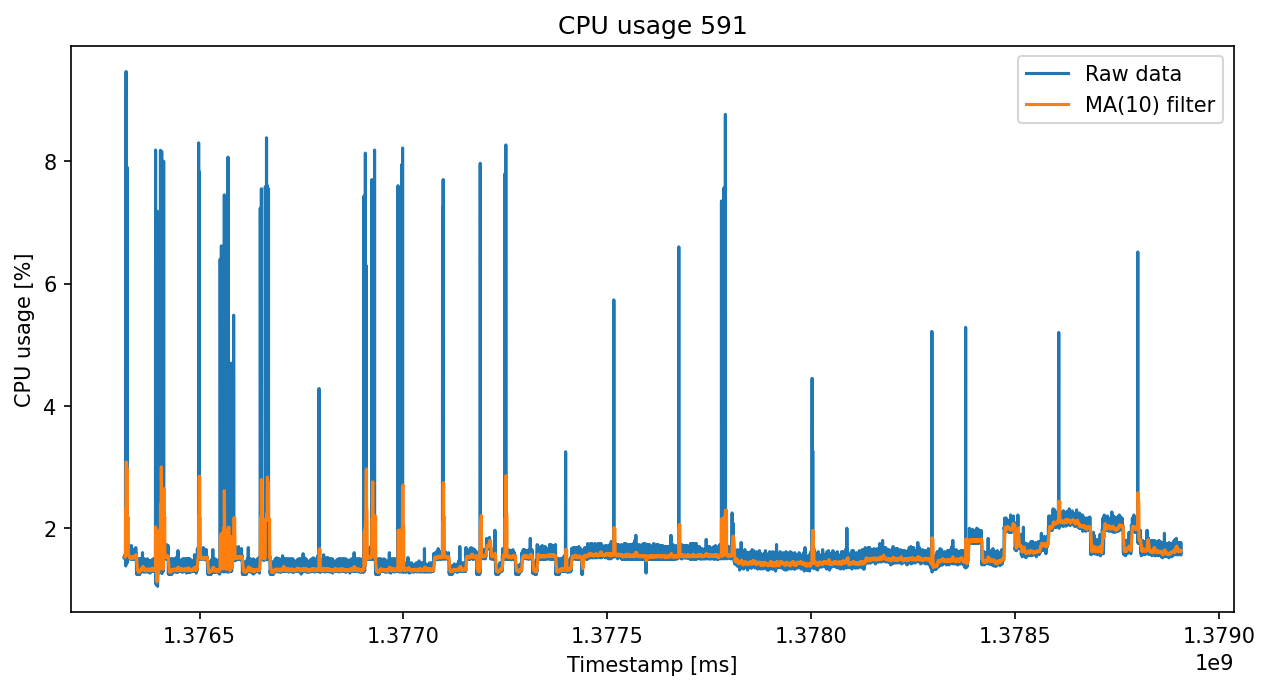 CPU usage 591
Raw data
MA(10) filter
CPU usage [%]
8
6
4
2
1.3765 1.3770 1.3775 1.3780 1.3785 1.3790
1e9
Timestamp [ms]